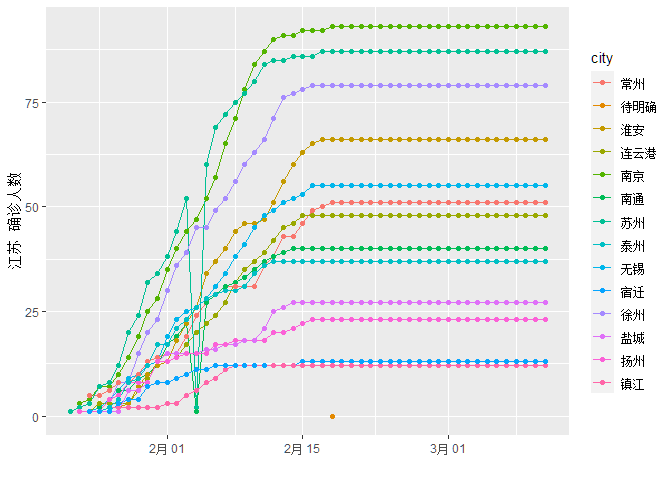 city
常州
待明确
淮安
连云港
南京
南通
苏州
泰州
无锡
宿迁
徐州
盐城
扬州
镇江
江苏 确诊人数
75
50
25
0
2月 01
2月 15
3月 01